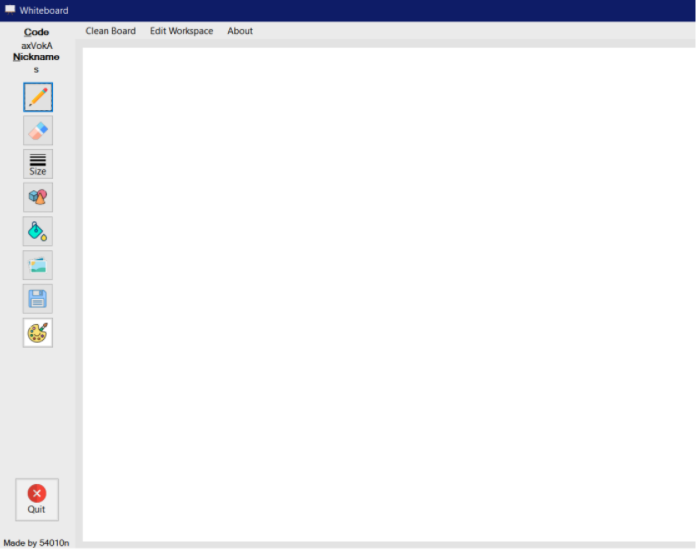 Whiteboard
Code
axVokA
Nickname
s
Clean Board Edit Workspace About
Size
Quit
Made by 54010n